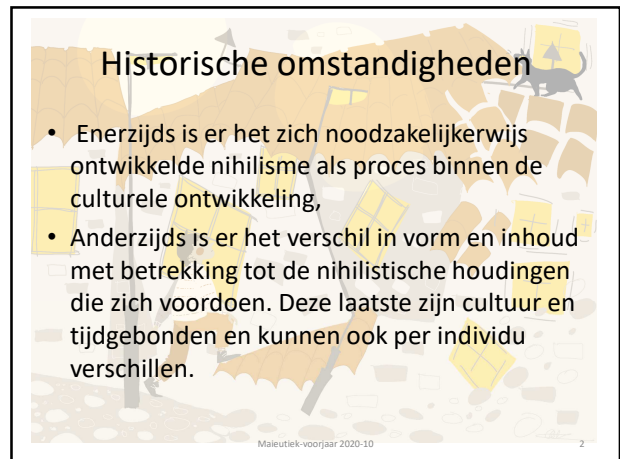 Historische omstandigheden
• Enerzijds is er het zich noodzakelijkerwijs
ontwikkelde nihilisme als proces binnen de
culturele ontwikkeling,
• Anderzijds is er het verschil in vorm en inhoud
met betrekking tot de nihilistische houdingen
die zich voordoen. Deze laatste zijn cultuur en
tijdgebonden en kunnen ook per individu
verschillen.
Maieutiek-voorjaar 2020-10
2